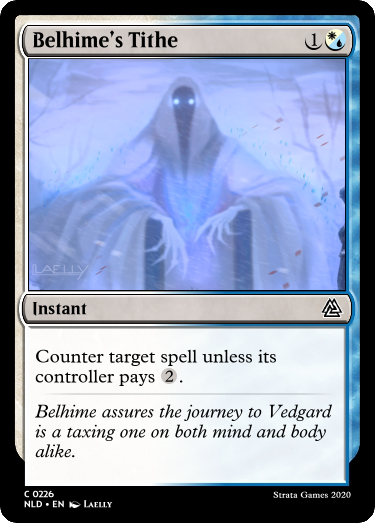 Belhime's Tithe 1
LAELLY
Instant
Counter target spell unless its
controller pays 2.
Belhime assures the journey to Vedgard
is a taxing one on both mind and body
alike.
C 0226
NLD • EN Laelly Strata Games 2020